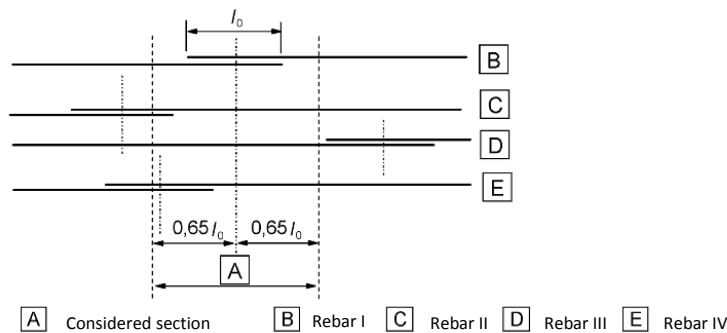 l₀
B
C
D
E
0,65 l₀ 0,65 l₀
A
A Considered section B Rebar I C Rebar II D Rebar III E Rebar IV